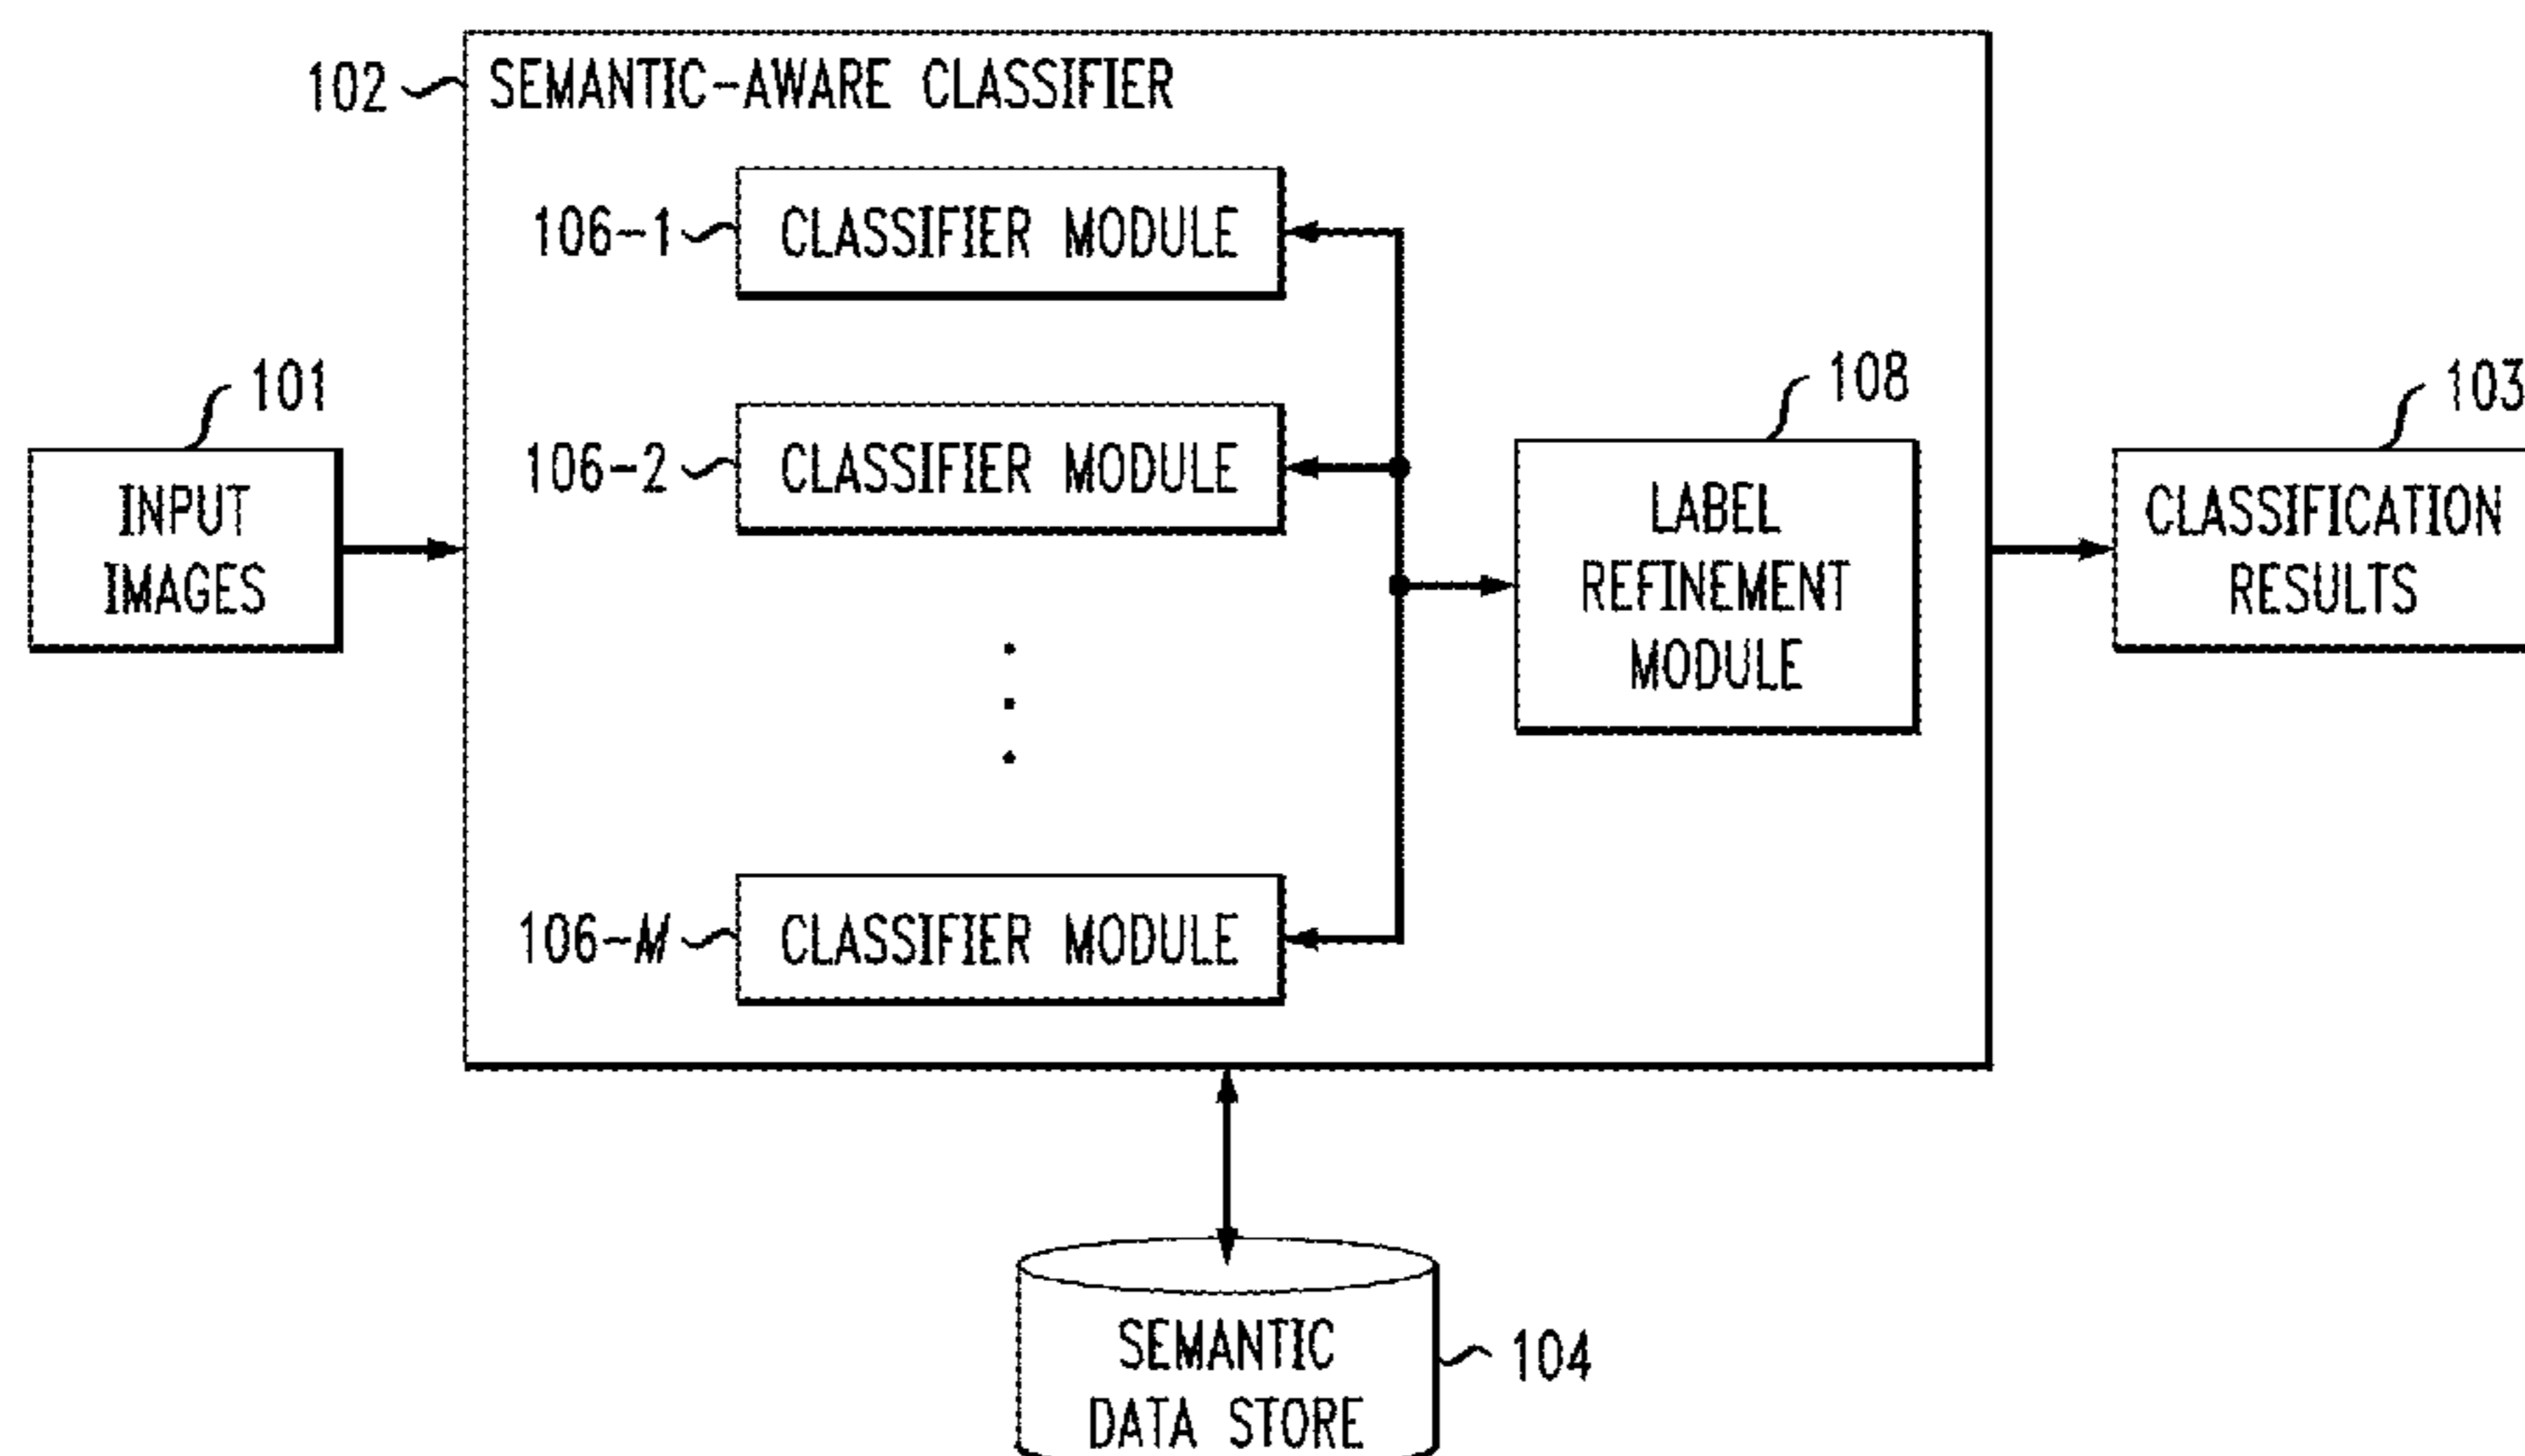 102
SEMANTIC-AWARE CLASSIFIER
106-1
CLASSIFIER MODULE
101
INPUT
IMAGES
106-2
CLASSIFIER MODULE
108
LABEL
REFINEMENT
MODULE
103
CLASSIFICATION
RESULTS
106-M
CLASSIFIER MODULE
SEMANTIC
DATA STORE
104